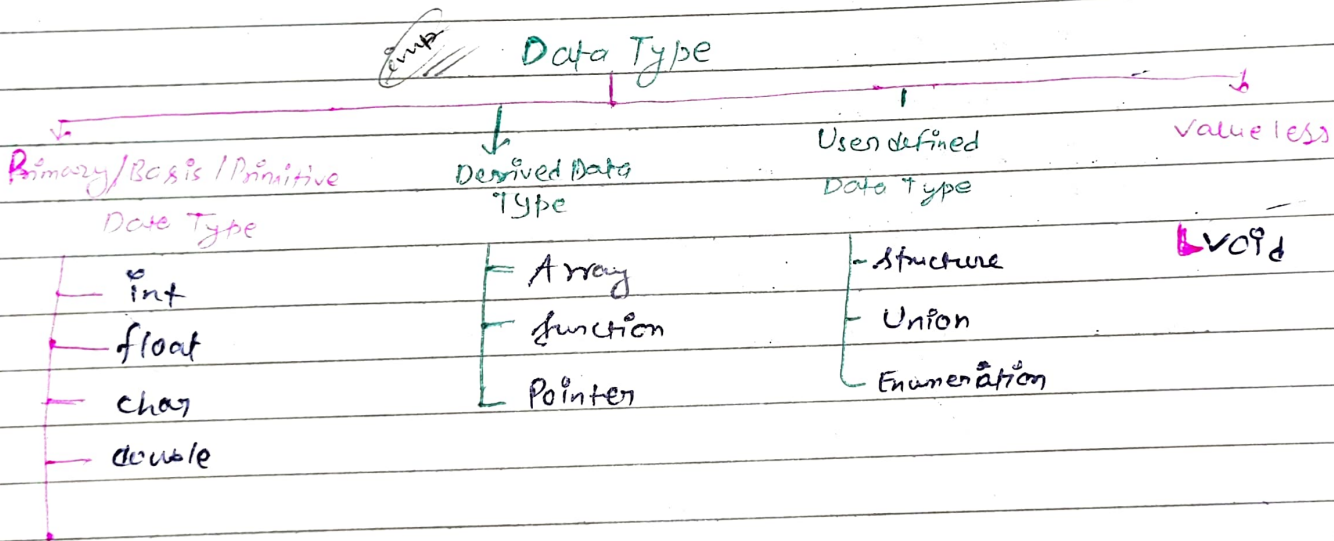 imp
Data Type
Primary/Basis/Primitive
Date Type
int
float
char
double
Derived Data
Type
Array
function
Pointer
User defined
Data Type
Structure
Union
Enumeration
Valueless
Void